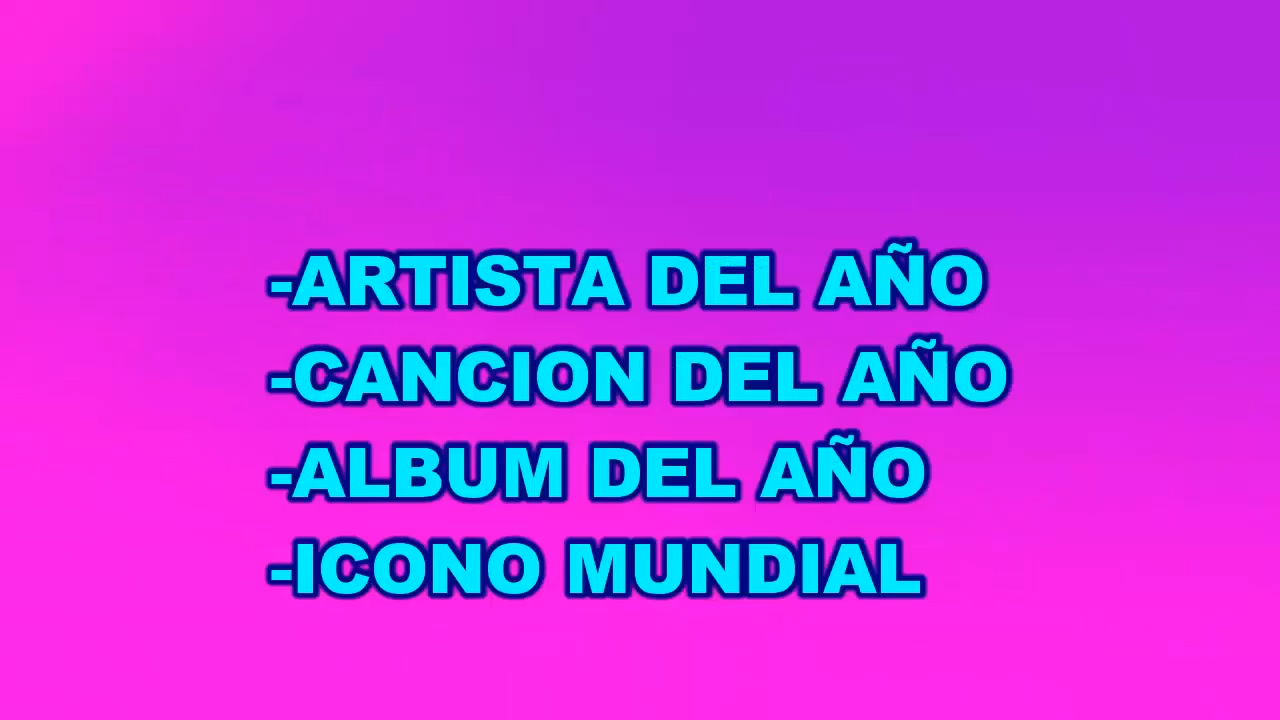 -ARTISTA DEL AÑO
-CANCION DEL AÑO
-ALBUM DEL AÑO
-ICONO MUNDIAL